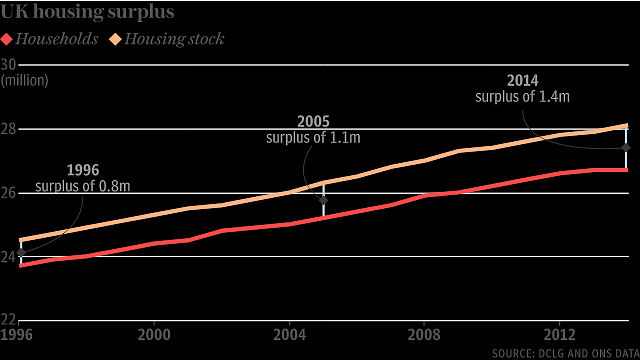 UK housing surplus
Households Housing stock
30
(million)
2014
surplus of 1.4m
28
2005
surplus of 1.1m
1996
surplus of 0.8m
26
24
22
1996 2000 2004 2008 2012
SOURCE: DCLG AND ONS DATA